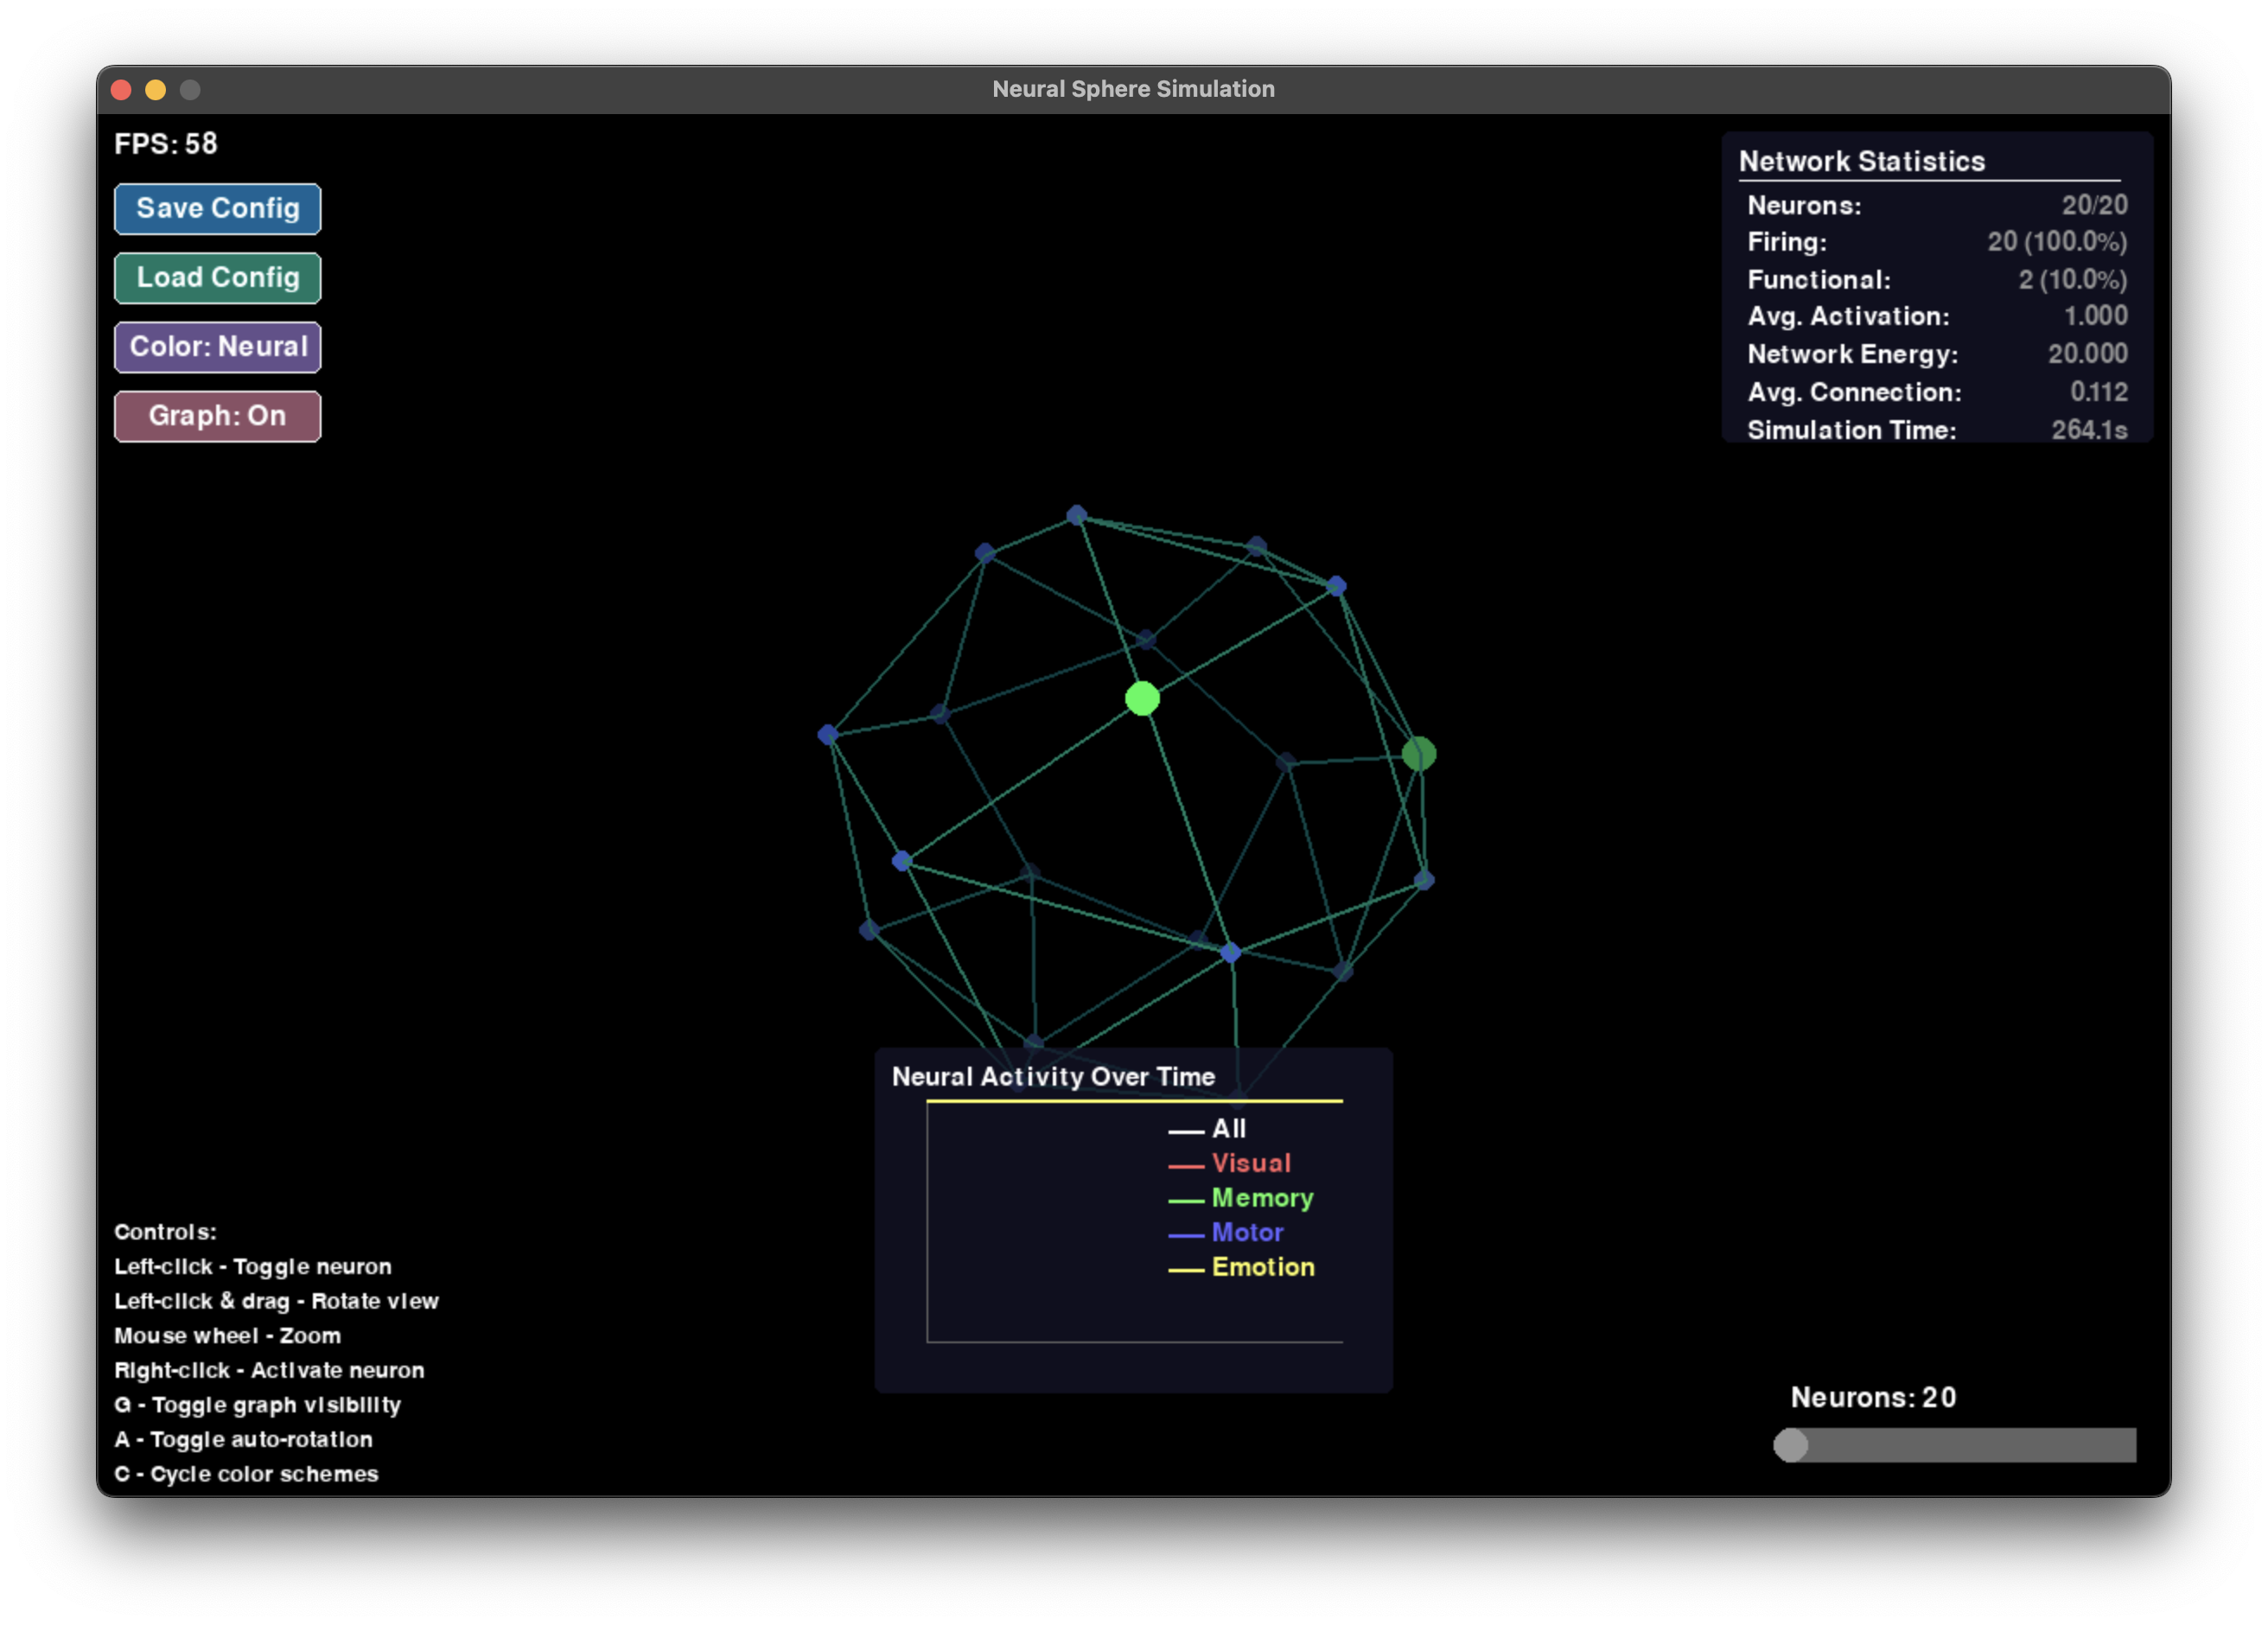 Neural Sphere Simulation
FPS: 58
Save Config
Load Config
Color: Neural
Graph: On
Network Statistics
Neurons: 20/20
Firing: 20 (100.0%)
Functional: 2 (10.0%)
Avg. Activation: 1.000
Network Energy: 20.000
Avg. Connection: 0.112
Simulation Time: 264.1s
Neural Activity Over Time
All
Visual
Memory
Motor
Emotion
Controls:
Left-click - Toggle neuron
Left-click & drag - Rotate view
Mouse wheel - Zoom
Right-click - Activate neuron
G - Toggle graph visibility
A - Toggle auto-rotation
C - Cycle color schemes
Neurons: 20